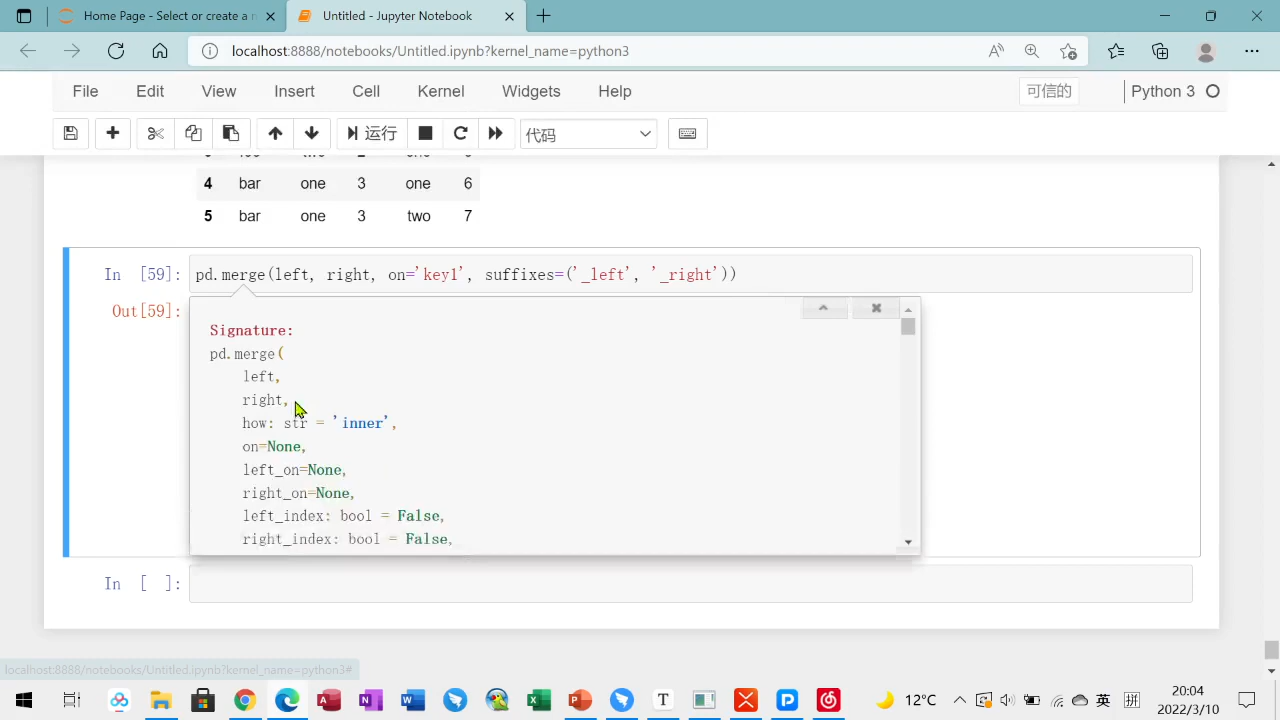 Home Page - Select or create a n
Untitled - Jupyter Notebook
localhost:8888/notebooks/Untitled.ipynb?kernel_name=python3
File Edit View Insert Cell Kernel Widgets Help 可信的 Python 3
运行 代码
4 bar one 3 one 6
5 bar one 3 two 7
In [59]: pd.merge(left, right, on='key1', suffixes=('_left', '_right'))
Out[59]:
Signature:
pd.merge(
left,
right,
how: str = 'inner',
on=None,
left_on=None,
right_on=None,
left_index: bool = False,
right_index: bool = False,
In [ ]:
localhost:8888/notebooks/Untitled.ipynb?kernel_name=python3#
12°C 英 拼 20:04
2022/3/10